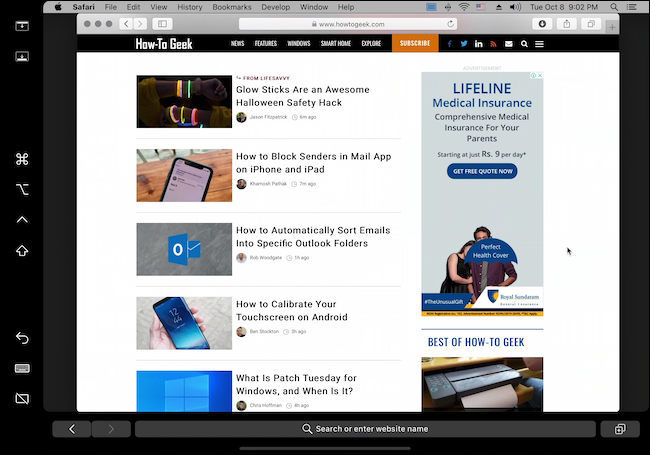 Safari File Edit View History Bookmarks Develop Window Help Tue Oct 8 9:02 PM
www.howtogeek.com
How-To Geek NEWS FEATURES WINDOWS SMART HOME EXPLORE SUBSCRIBE
ADVERTISEMENT
FROM LIFESAVVY
Glow Sticks Are an Awesome
Halloween Safety Hack
Jason Fitzpatrick 6m ago
How to Block Senders in Mail App
on iPhone and iPad
Khamosh Pathak 7m ago
How to Automatically Sort Emails
Into Specific Outlook Folders
Rob Woodgate 1h ago
How to Calibrate Your
Touchscreen on Android
Ben Stockton 3h ago
What Is Patch Tuesday for
Windows, and When Is It?
Chris Hoffman 4h ago
LIFELINE
Medical Insurance
Comprehensive Medical
Insurance For Your
Parents
Starting at just Rs. 9 per day*
GET FREE QUOTE NOW
Perfect
Health Cover
#TheUnusualGift
Royal Sundaram
General Insurance
BEST OF HOW-TO GEEK
Search or enter website name